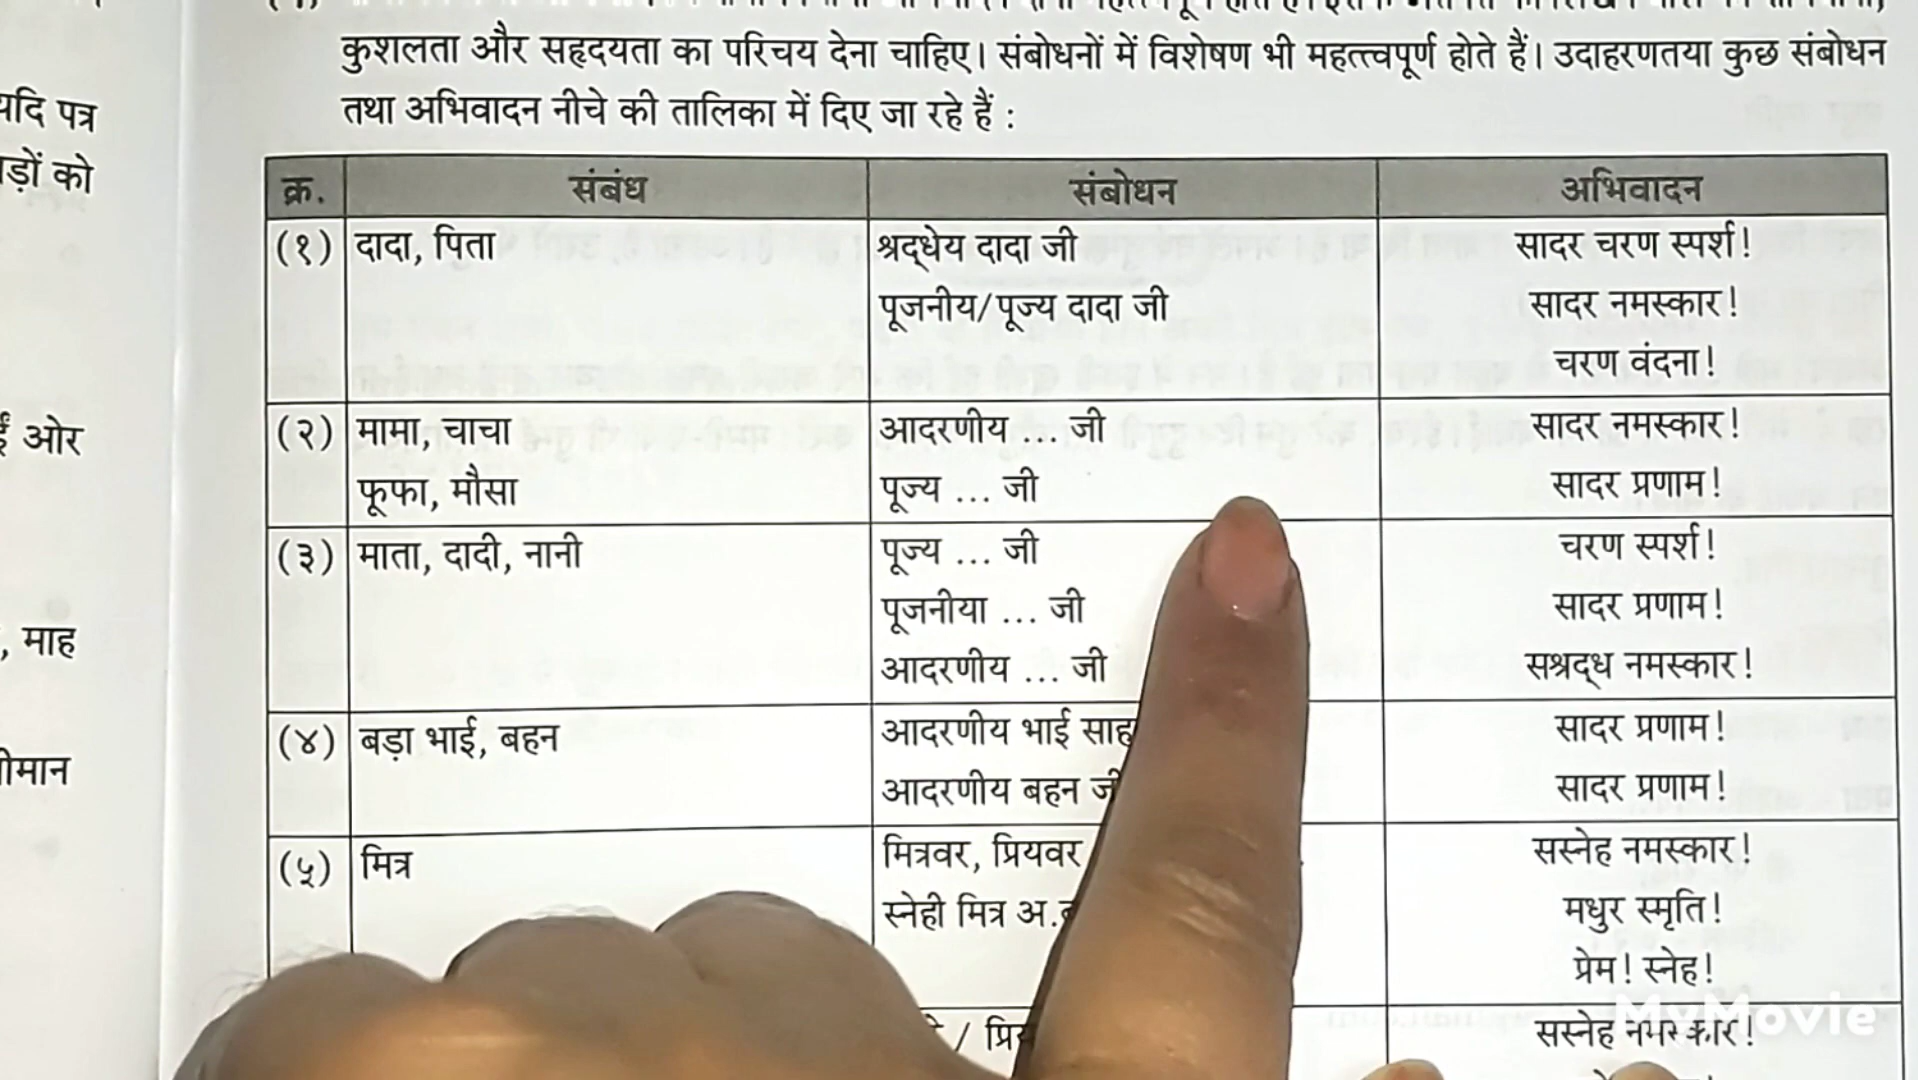 कुशलता और सहृदयता का परिचय देना चाहिए। संबोधनों में विशेषण भी महत्त्वपूर्ण होते हैं। उदाहरणतया कुछ संबोधन
तथा अभिवादन नीचे की तालिका में दिए जा रहे हैं :
क्र. संबंध संबोधन अभिवादन
(१) दादा, पिता श्रद्धेय दादा जी सादर चरण स्पर्श!
पूजनीय/पूज्य दादा जी सादर नमस्कार!
चरण वंदना!
(२) मामा, चाचा आदरणीय ... जी सादर नमस्कार!
फूफा, मौसा पूज्य ... जी सादर प्रणाम!
(३) माता, दादी, नानी पूज्य ... जी चरण स्पर्श!
पूजनीया ... जी सादर प्रणाम!
आदरणीय ... जी सश्रद्ध नमस्कार!
(४) बड़ा भाई, बहन आदरणीय भाई सादर प्रणाम!
आदरणीय बहन जी सादर प्रणाम!
(५) मित्र मित्रवर, प्रियवर सस्नेह नमस्कार!
स्नेही मित्र अ. मधुर स्मृति!
प्रेम! स्नेह!
/ सस्नेह नमस्कार!
यदि पत्र
को
ओर
, माह
MyMovie